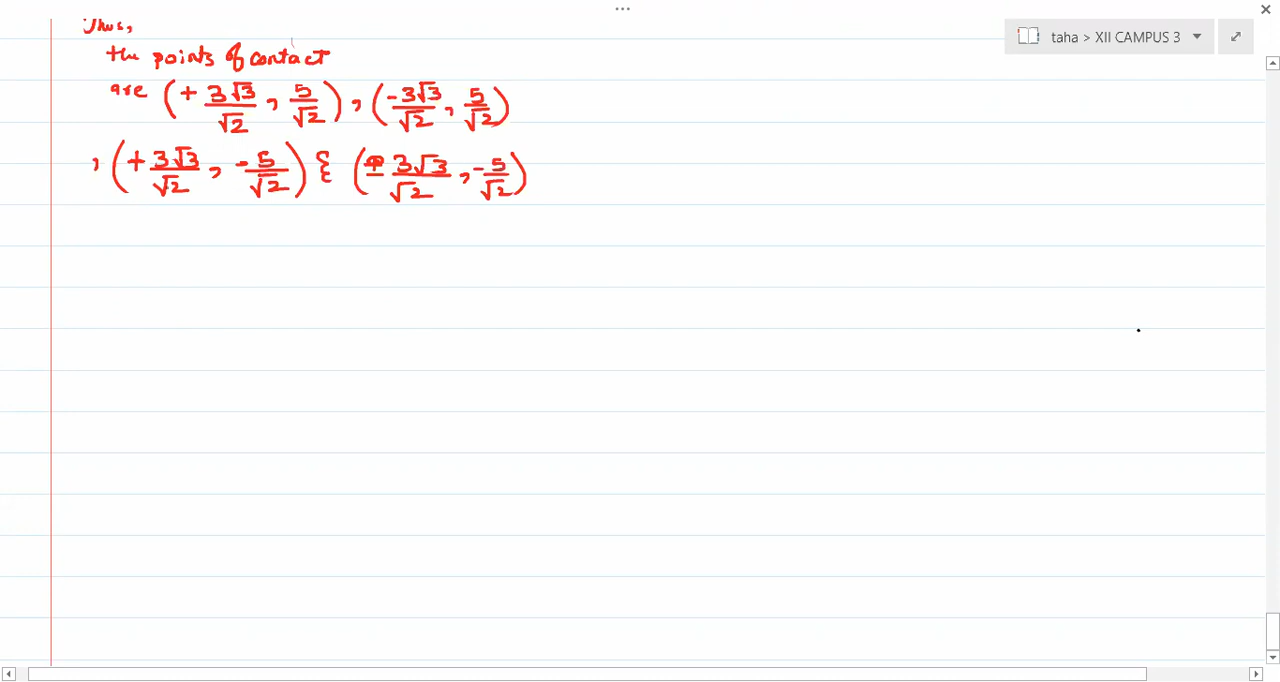 ...
taha > XII CAMPUS 3
Thus,
the points of contact
are (+ 3√3/√2, 5/√2), (-3√3/√2, 5/√2)
, (+ 3√3/√2, - 5/√2) & (- 3√3/√2, - 5/√2)